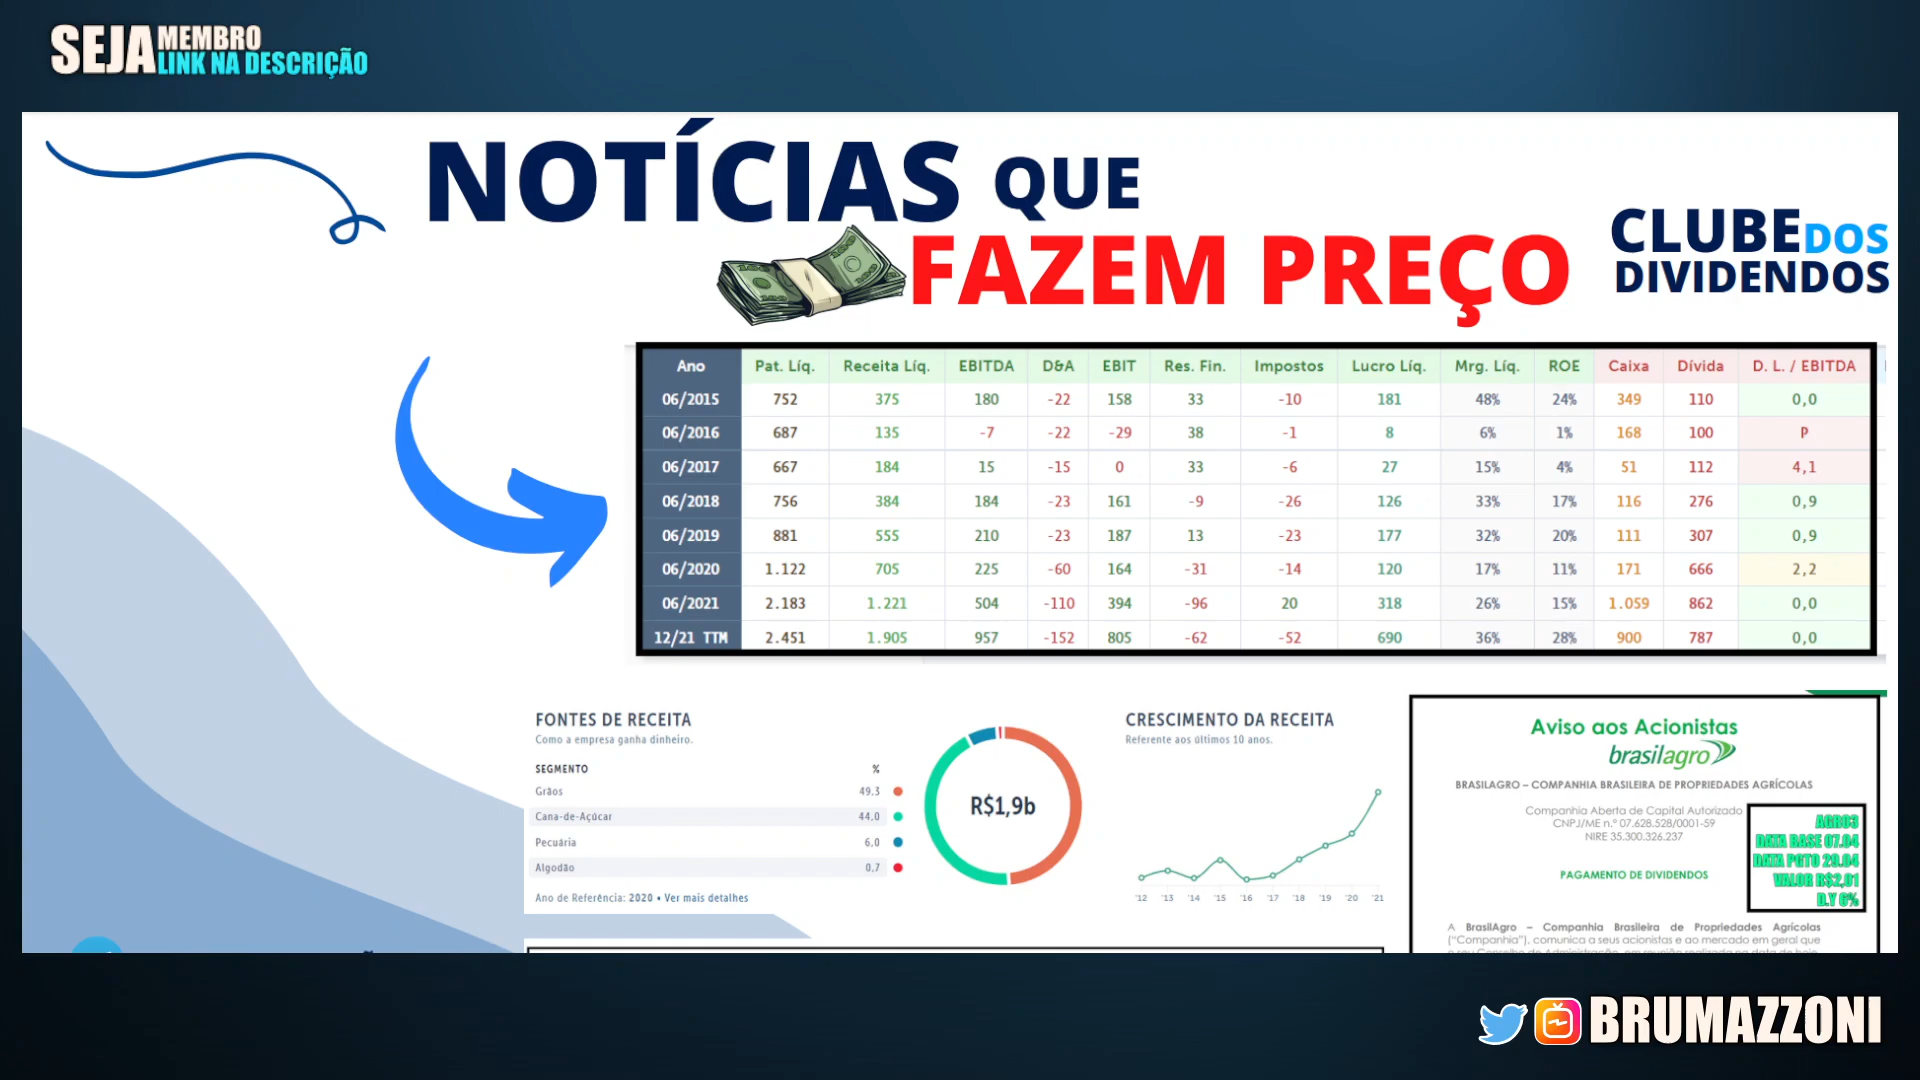 SEJA MEMBRO
LINK NA DESCRIÇÃO
NOTÍCIAS QUE
FAZEM PREÇO
CLUBE DOS
DIVIDENDOS
Ano Pat. Líq. Receita Líq. EBITDA D&A EBIT Res. Fin. Impostos Lucro Líq. Mrg. Líq. ROE Caixa Dívida D. L. / EBITDA
06/2015 752 375 180 -22 158 33 -10 181 48% 24% 349 110 0,0
06/2016 687 135 -7 -22 -29 38 -1 8 6% 1% 168 100 P
06/2017 667 184 15 -15 0 33 -6 27 15% 4% 51 112 4,1
06/2018 756 384 184 -23 161 -9 -26 126 33% 17% 116 276 0,9
06/2019 881 555 210 -23 187 13 -23 177 32% 20% 111 307 0,9
06/2020 1.122 705 225 -60 164 -31 -14 120 17% 11% 171 666 2,2
06/2021 2.183 1.221 504 -110 394 -96 20 318 26% 15% 1.059 862 0,0
12/21 TTM 2.451 1.905 957 -152 805 -62 -52 690 36% 28% 900 787 0,0
FONTES DE RECEITA
Como a empresa ganha dinheiro.
SEGMENTO %
Grãos 49,3
Cana-de-Açúcar 44,0
Pecuária 6,0
Algodão 0,7
Ano de Referência: 2020 • Ver mais detalhes
R$1,9b
CRESCIMENTO DA RECEITA
Referente aos últimos 10 anos.
'12 '13 '14 '15 '16 '17 '18 '19 '20 '21
Aviso aos Acionistas
brasilagro
BRASILAGRO – COMPANHIA BRASILEIRA DE PROPRIEDADES AGRÍCOLAS
Companhia Aberta de Capital Autorizado
CNPJ/ME n.º 07.628.528/0001-59
NIRE 35.300.326.237
AGRO3
DATA BASE 07.04
DATA PGTO 29.04
VALOR R$2,01
D.Y 6%
PAGAMENTO DE DIVIDENDOS
A BrasilAgro – Companhia Brasileira de Propriedades Agrícolas
("Companhia"), comunica a seus acionistas e ao mercado em geral que
BRUMAZZONI